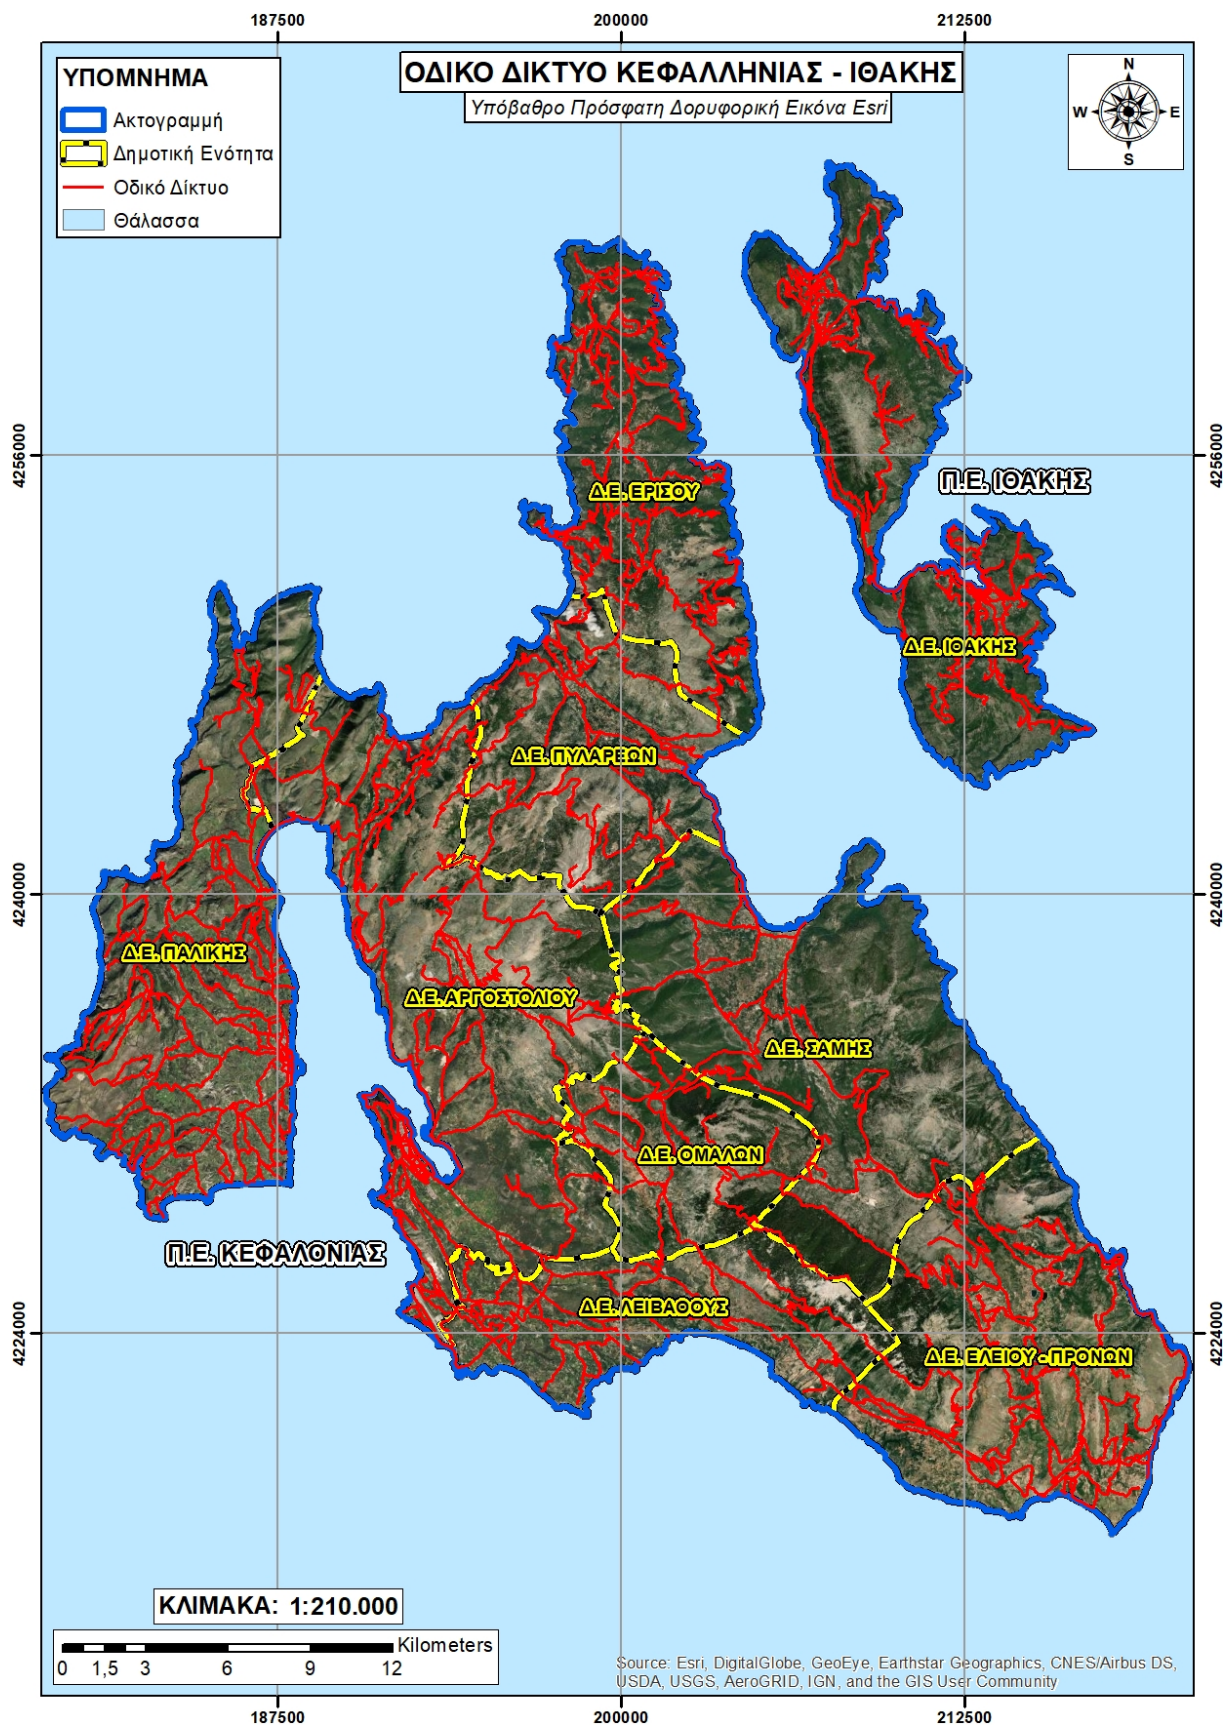 187500 200000 212500
ΟΔΙΚΟ ΔΙΚΤΥΟ ΚΕΦΑΛΛΗΝΙΑΣ - ΙΘΑΚΗΣ
Υπόβαθρο Πρόσφατη Δορυφορική Εικόνα Esri
ΥΠΟΜΝΗΜΑ
Ακτογραμμή
Δημοτική Ενότητα
Οδικό Δίκτυο
Θάλασσα
N
W E
S
4256000 4256000
Π.Ε. ΙΘΑΚΗΣ
Δ.Ε. ΕΡΙΣΟΥ
Δ.Ε. ΙΘΑΚΗΣ
Δ.Ε. ΠΥΛΑΡΕΩΝ
4240000 4240000
Δ.Ε. ΠΑΛΙΚΗΣ
Δ.Ε. ΑΡΓΟΣΤΟΛΙΟΥ
Δ.Ε. ΣΑΜΗΣ
Δ.Ε. ΟΜΑΛΩΝ
Π.Ε. ΚΕΦΑΛΟΝΙΑΣ
Δ.Ε. ΛΕΙΒΑΘΟΥΣ
4224000 4224000
Δ.Ε. ΕΛΕΙΟΥ - ΠΡΟΝΩΝ
ΚΛΙΜΑΚΑ: 1:210.000
Kilometers
0 1,5 3 6 9 12
Source: Esri, DigitalGlobe, GeoEye, Earthstar Geographics, CNES/Airbus DS,
USDA, USGS, AeroGRID, IGN, and the GIS User Community
187500 200000 212500